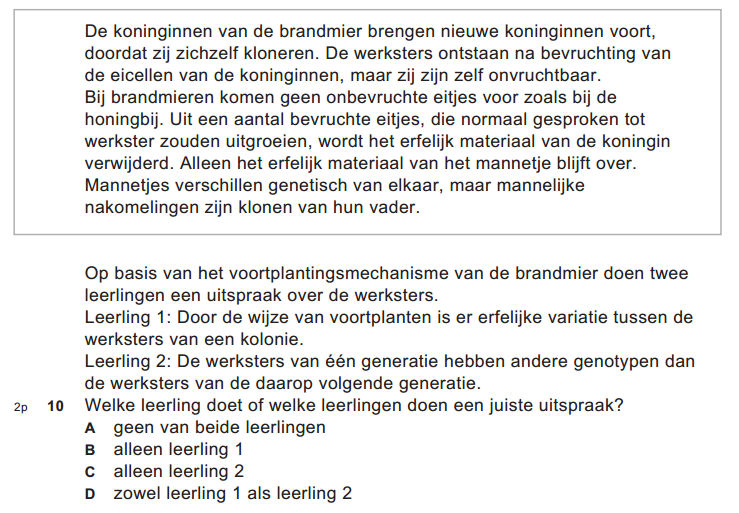 De koninginnen van de brandmier brengen nieuwe koninginnen voort,
doordat zij zichzelf kloneren. De werksters ontstaan na bevruchting van
de eicellen van de koninginnen, maar zij zijn zelf onvruchtbaar.
Bij brandmieren komen geen onbevruchte eitjes voor zoals bij de
honingbij. Uit een aantal bevruchte eitjes, die normaal gesproken tot
werkster zouden uitgroeien, wordt het erfelijk materiaal van de koningin
verwijderd. Alleen het erfelijk materiaal van het mannetje blijft over.
Mannetjes verschillen genetisch van elkaar, maar mannelijke
nakomelingen zijn klonen van hun vader.
Op basis van het voortplantingsmechanisme van de brandmier doen twee
leerlingen een uitspraak over de werksters.
Leerling 1: Door de wijze van voortplanten is er erfelijke variatie tussen de
werksters van een kolonie.
Leerling 2: De werksters van één generatie hebben andere genotypen dan
de werksters van de daarop volgende generatie.
2p 10 Welke leerling doet of welke leerlingen doen een juiste uitspraak?
A geen van beide leerlingen
B alleen leerling 1
C alleen leerling 2
D zowel leerling 1 als leerling 2